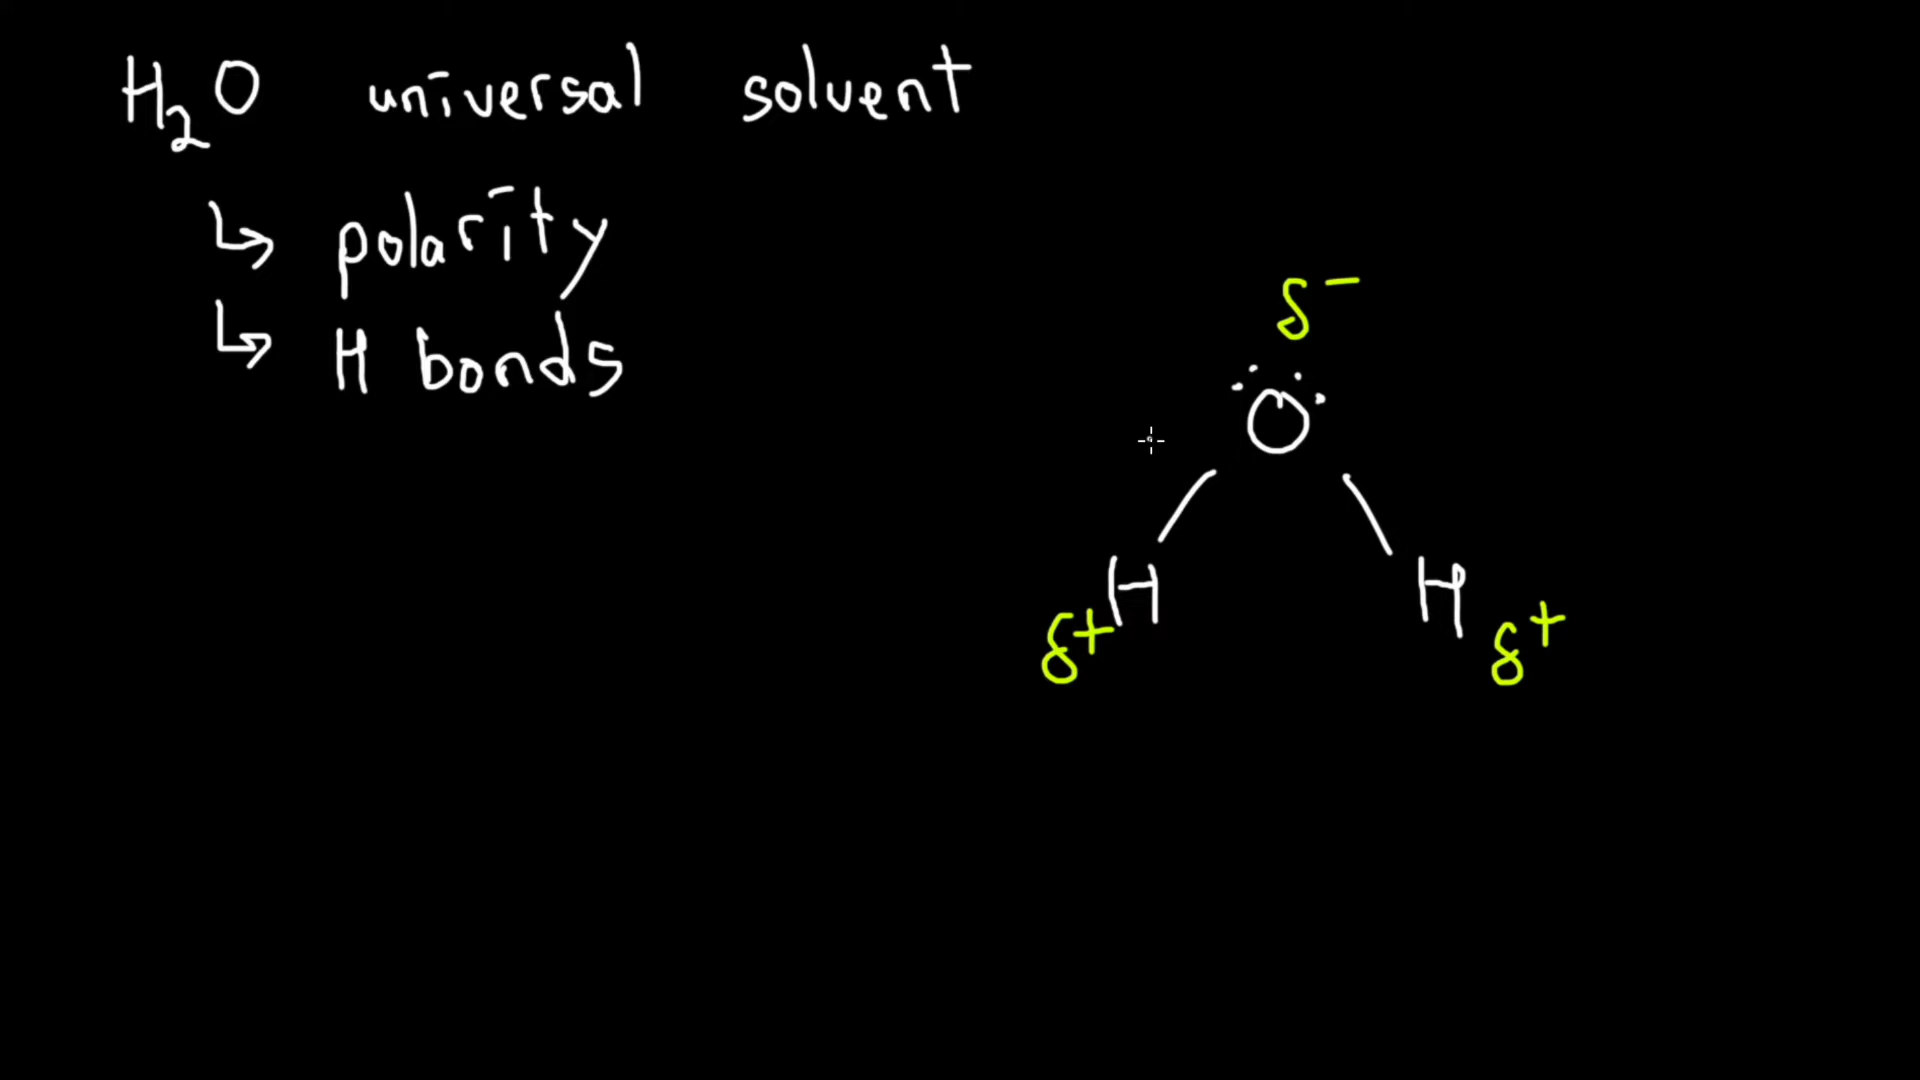 H₂O universal solvent
↳ polarity
↳ H bonds
δ⁻
O
H H
δ+ δ+